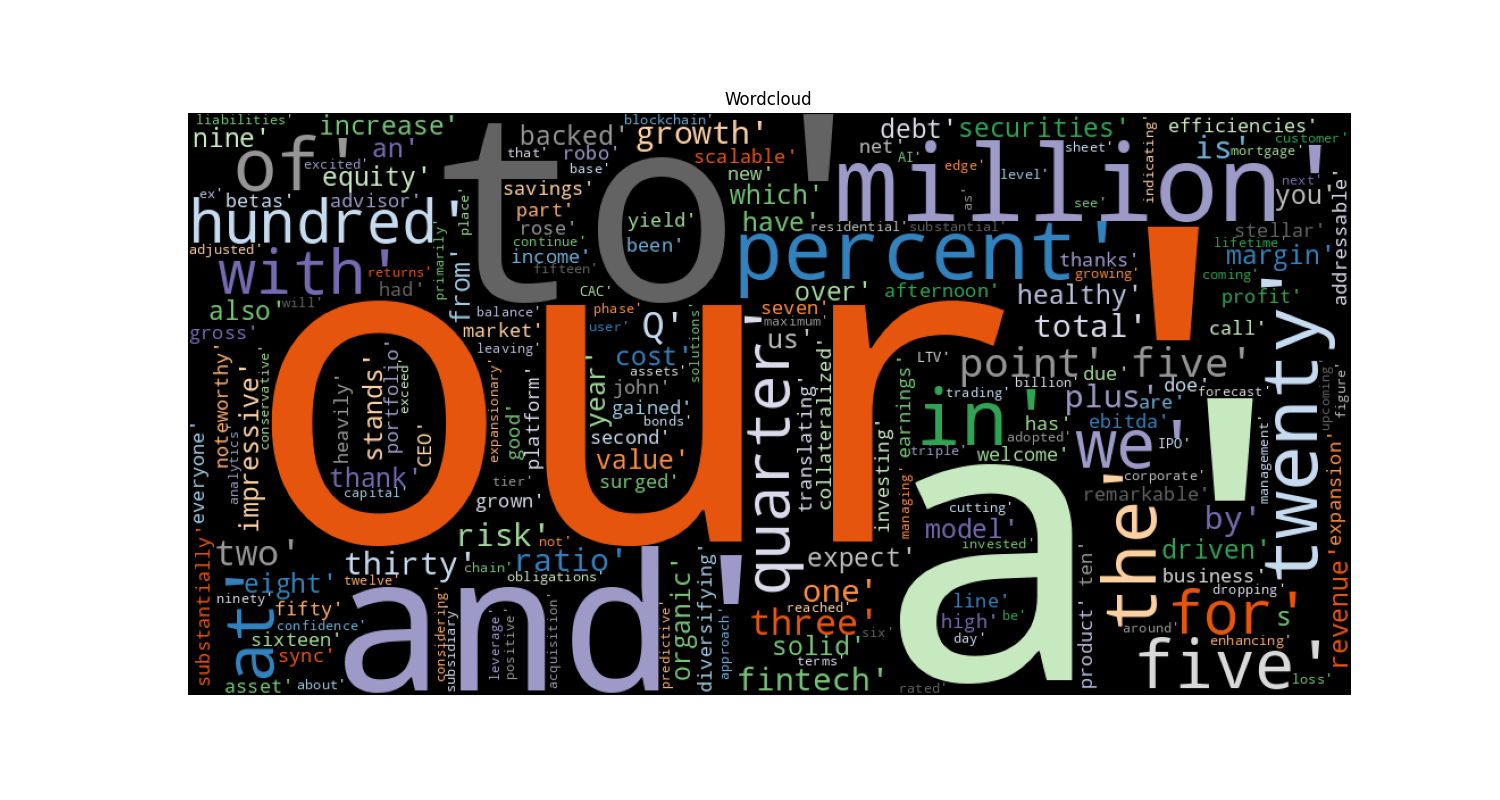 Wordcloud
liabilities'
nine'
increase'
an'
of'
excited'
equity'
ex'
betas'
advisor'
hundred'
adjusted'
with'
returns'
had'
also'
will'
gross'
to'
backed'
blockchain'
growth'
that'
robo'
base'
scalable'
new'
savings'
part'
rose'
yield'
which'
have'
continue'
been'
income'
fifteen'
place'
primarily'
from'
CAC'
debt'
securities'
net'
AI'
edge'
level'
sheet'
efficiencies'
customer'
is'
mortgage'
indicating'
next'
million'
you'
as'
see'
residential'
substantial'
stellar'
lifetime'
margin'
coming'
profit'
addressable'
percent'
thanks'
growing'
over'
afternoon'
healthy'
total'
call'
our'
balance'
phase'
seven'
maximum'
market'
user'
Q'
us'
leaving'
cost'
assets'
solutions'
year'
john'
gained'
bonds'
second'
value'
surged'
noteworthy'
conservative'
impressive'
analytics'
everyone'
heavily'
stands'
portfolio'
exceed'
CEO'
thank'
capital'
expansionary'
good'
platform'
tier'
grown'
quarter'
translating'
collateralized'
investing'
earnings'
managing'
LTV'
point'
five'
due'
doe'
billion'
trading'
forecast'
plus
are'
ebitda'
in'
has'
adopted'
we'
IPO'
triple'
welcome'
corporate'
remarkable'
management'
twenty'
upcoming'
figure'
expansion'
a'
cutting'
model'
invested'
the'
by'
driven'
business'
dropping'
risk
not'
ratio'
thirty'
chain'
obligations'
two'
eight'
twelve'
ninety'
fifty'
confidence'
sixteen'
sync'
at'
substantially'
asset'
about'
and'
considering'
subsidiary'
leverage'
positive'
acquisition'
predictive'
organic'
diversifying'
approach'
expect'
one'
reached'
three'
six'
solid'
terms'
fintech'
rated'
line'
high'
be'
day'
product'
ten'
around'
for'
s'
enhancing'
five'
loss'
revenue'